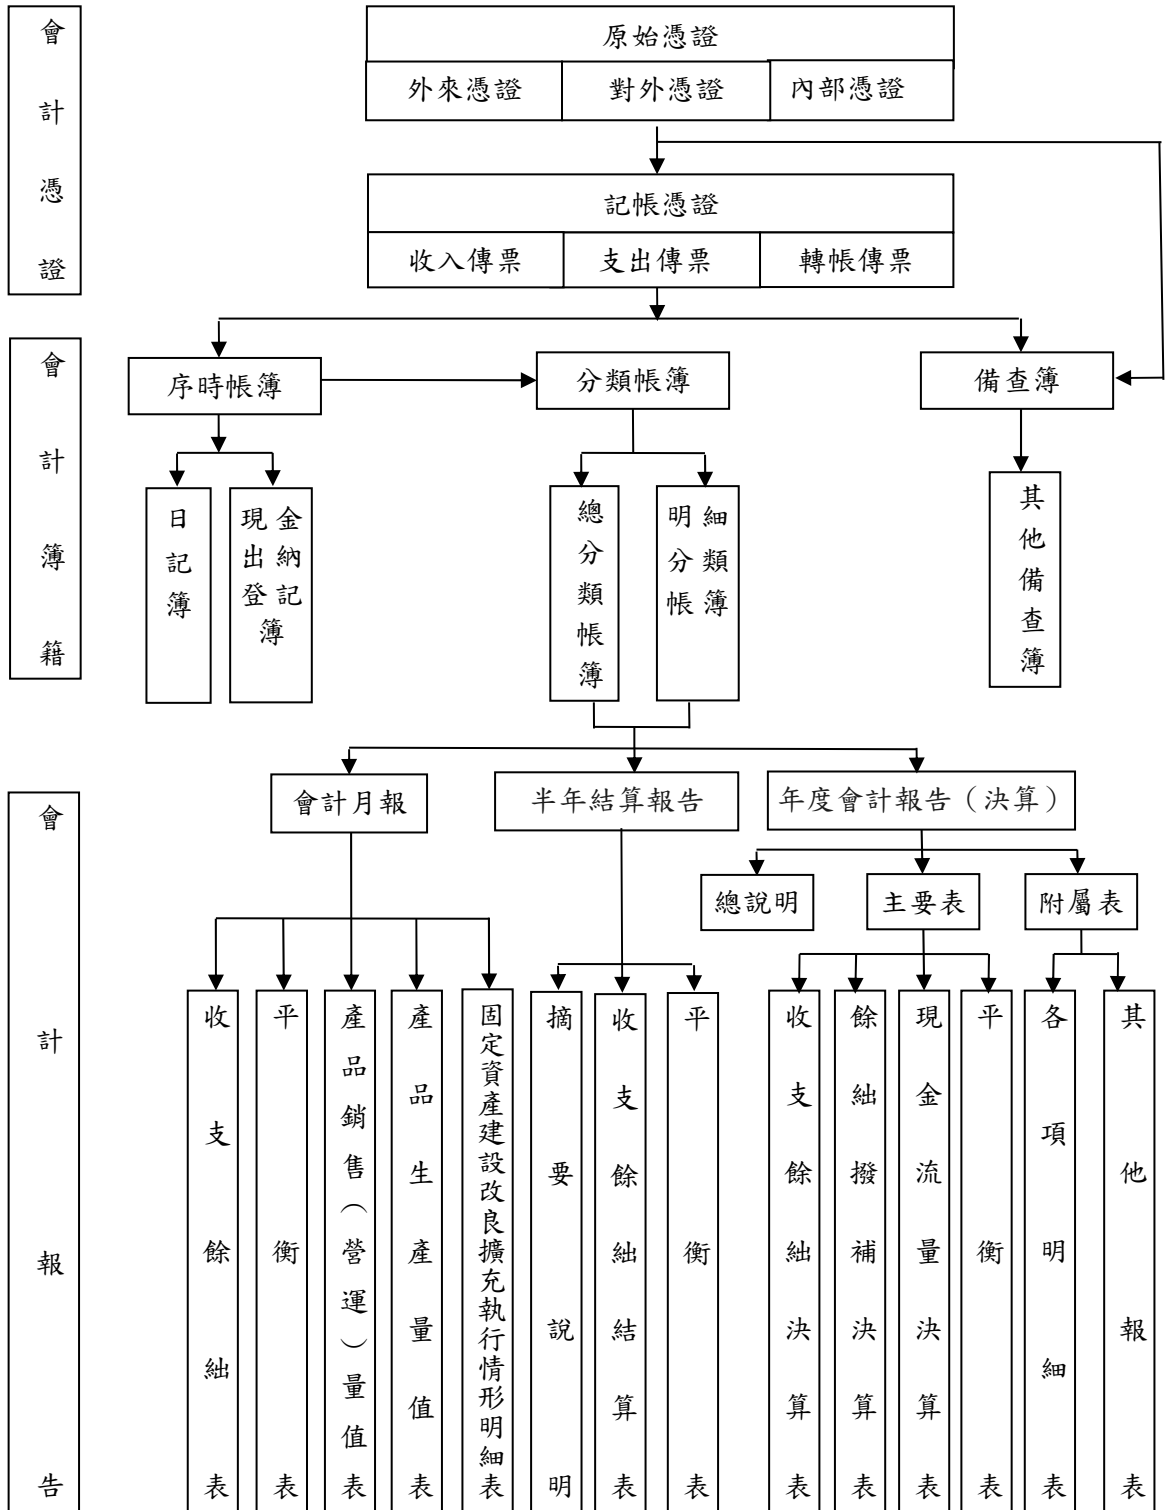 會計憑證
原始憑證
外來憑證
對外憑證
內部憑證
記帳憑證
收入傳票
支出傳票
轉帳傳票
會計簿籍
序時帳簿
分類帳簿
備查簿
日記簿
現金出納登記簿
總分類帳簿
明細分類帳簿
其他備查簿
會計報告
會計月報
半年結算報告
年度會計報告（決算）
總說明
主要表
附屬表
收支餘絀表
平衡表
產品銷售（營運）量值表
產品生產量值表
固定資產建設改良擴充執行情形明細表
摘要說明
收支餘絀結算表
平衡表
收支餘絀決算表
餘絀撥補決算表
現金流量決算表
平衡表
各項明細表
其他報表